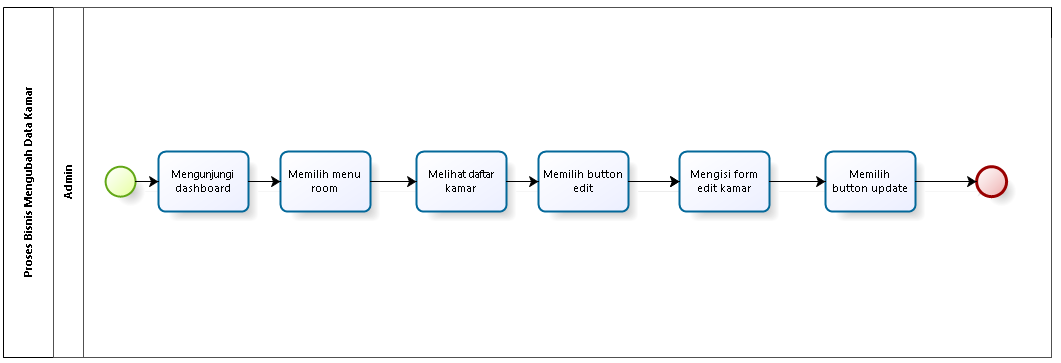 Proses Bisnis Mengubah Data Kamar
Admin
Mengunjungi
dashboard
Memilih menu
room
Melihat daftar
kamar
Memilih button
edit
Mengisi form
edit kamar
Memilih
button update